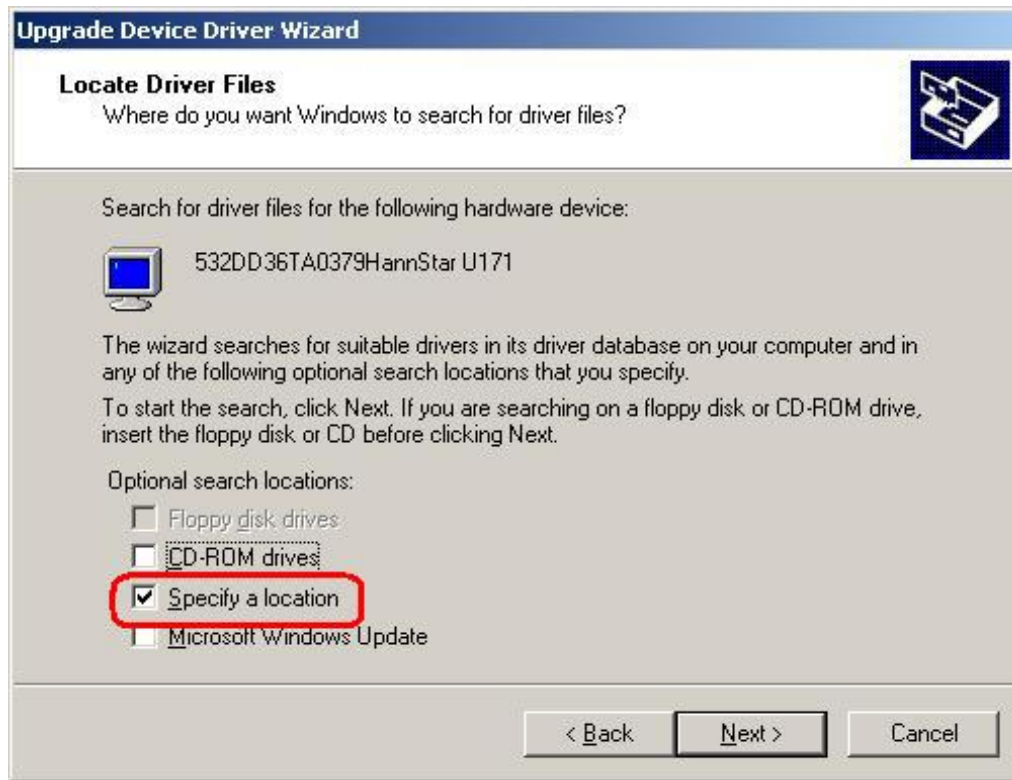 Upgrade Device Driver Wizard
Locate Driver Files
Where do you want Windows to search for driver files?
Search for driver files for the following hardware device:
532DD36TA0379HannStar U171
The wizard searches for suitable drivers in its driver database on your computer and in
any of the following optional search locations that you specify.
To start the search, click Next. If you are searching on a floppy disk or CD-ROM drive,
insert the floppy disk or CD before clicking Next.
Optional search locations:
Floppy disk drives
CD-ROM drives
Specify a location
Microsoft Windows Update
< Back Next > Cancel